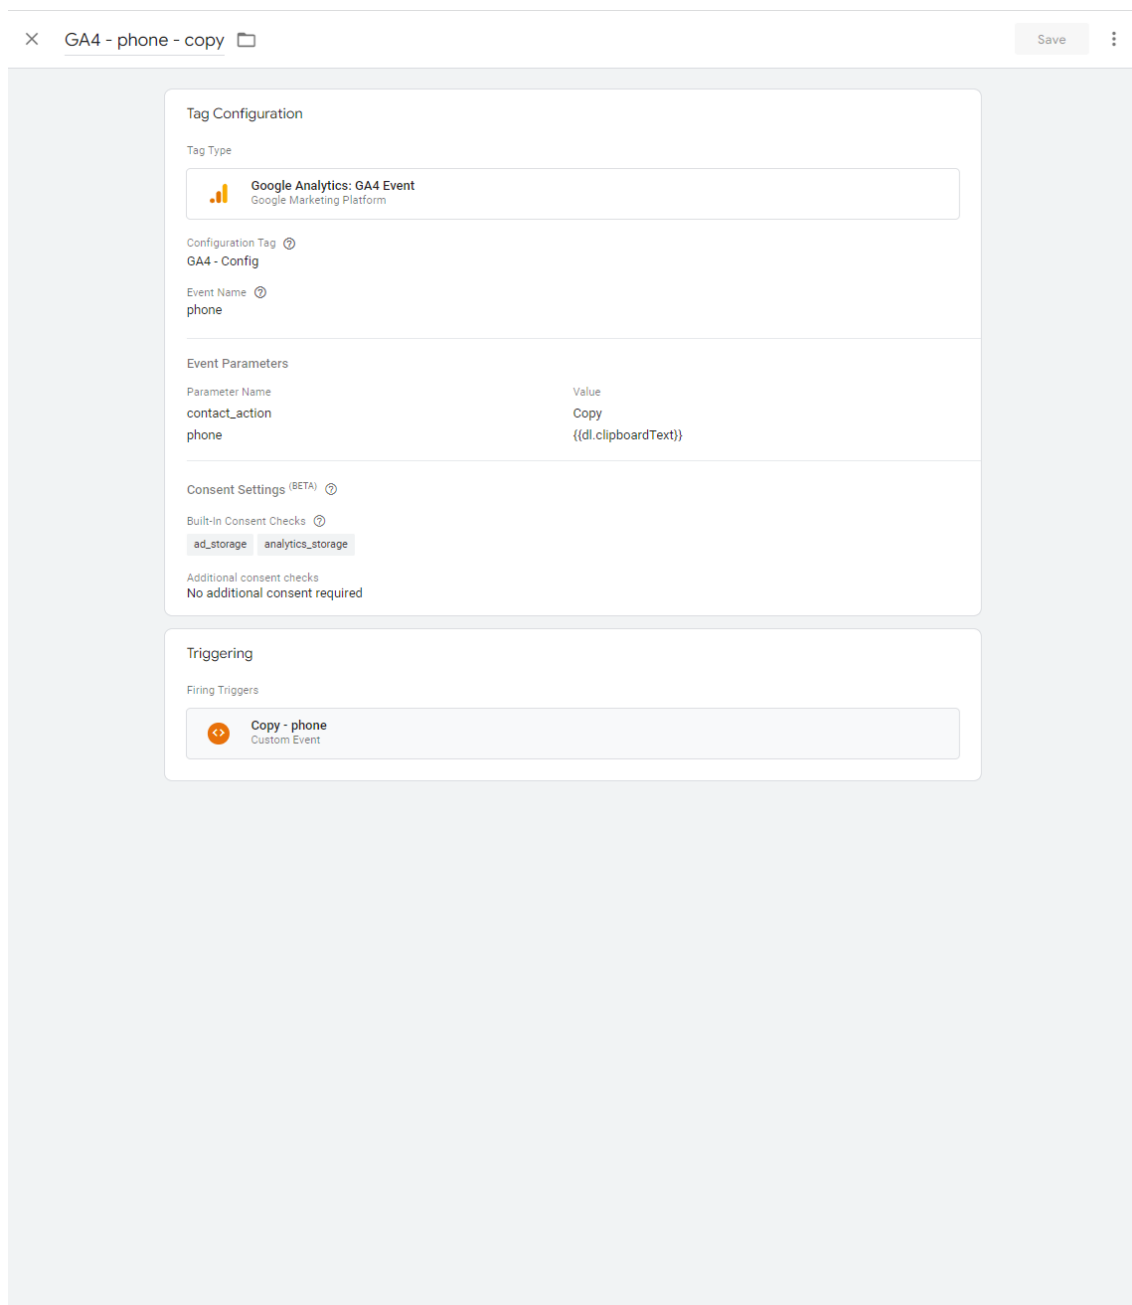 GA4 - phone - copy
Save
Tag Configuration
Tag Type
Google Analytics: GA4 Event
Google Marketing Platform
Configuration Tag
GA4 - Config
Event Name
phone
Event Parameters
Parameter Name Value
contact_action Copy
phone {{dl.clipboardText}}
Consent Settings (BETA)
Built-In Consent Checks
ad_storage analytics_storage
Additional consent checks
No additional consent required
Triggering
Firing Triggers
Copy - phone
Custom Event